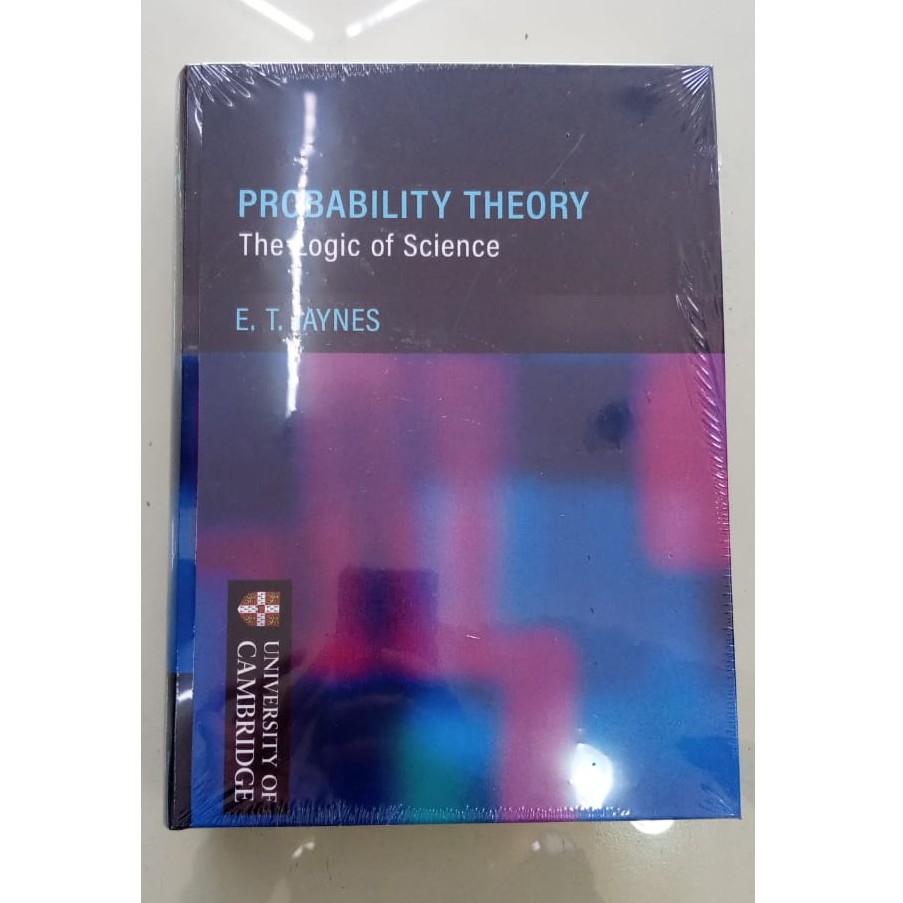 PROBABILITY THEORY
The Logic of Science
E. T. JAYNES
UNIVERSITY OF
CAMBRIDGE